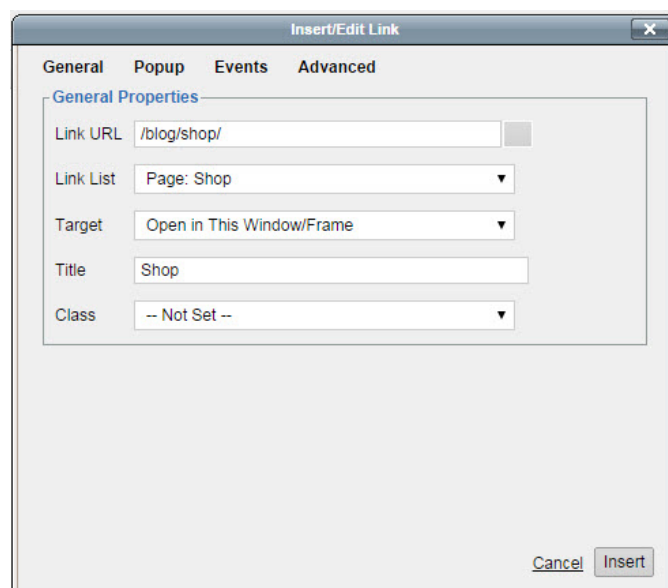 Insert/Edit Link
General Popup Events Advanced
General Properties
Link URL /blog/shop/
Link List Page: Shop
Target Open in This Window/Frame
Title Shop
Class -- Not Set --
Cancel Insert